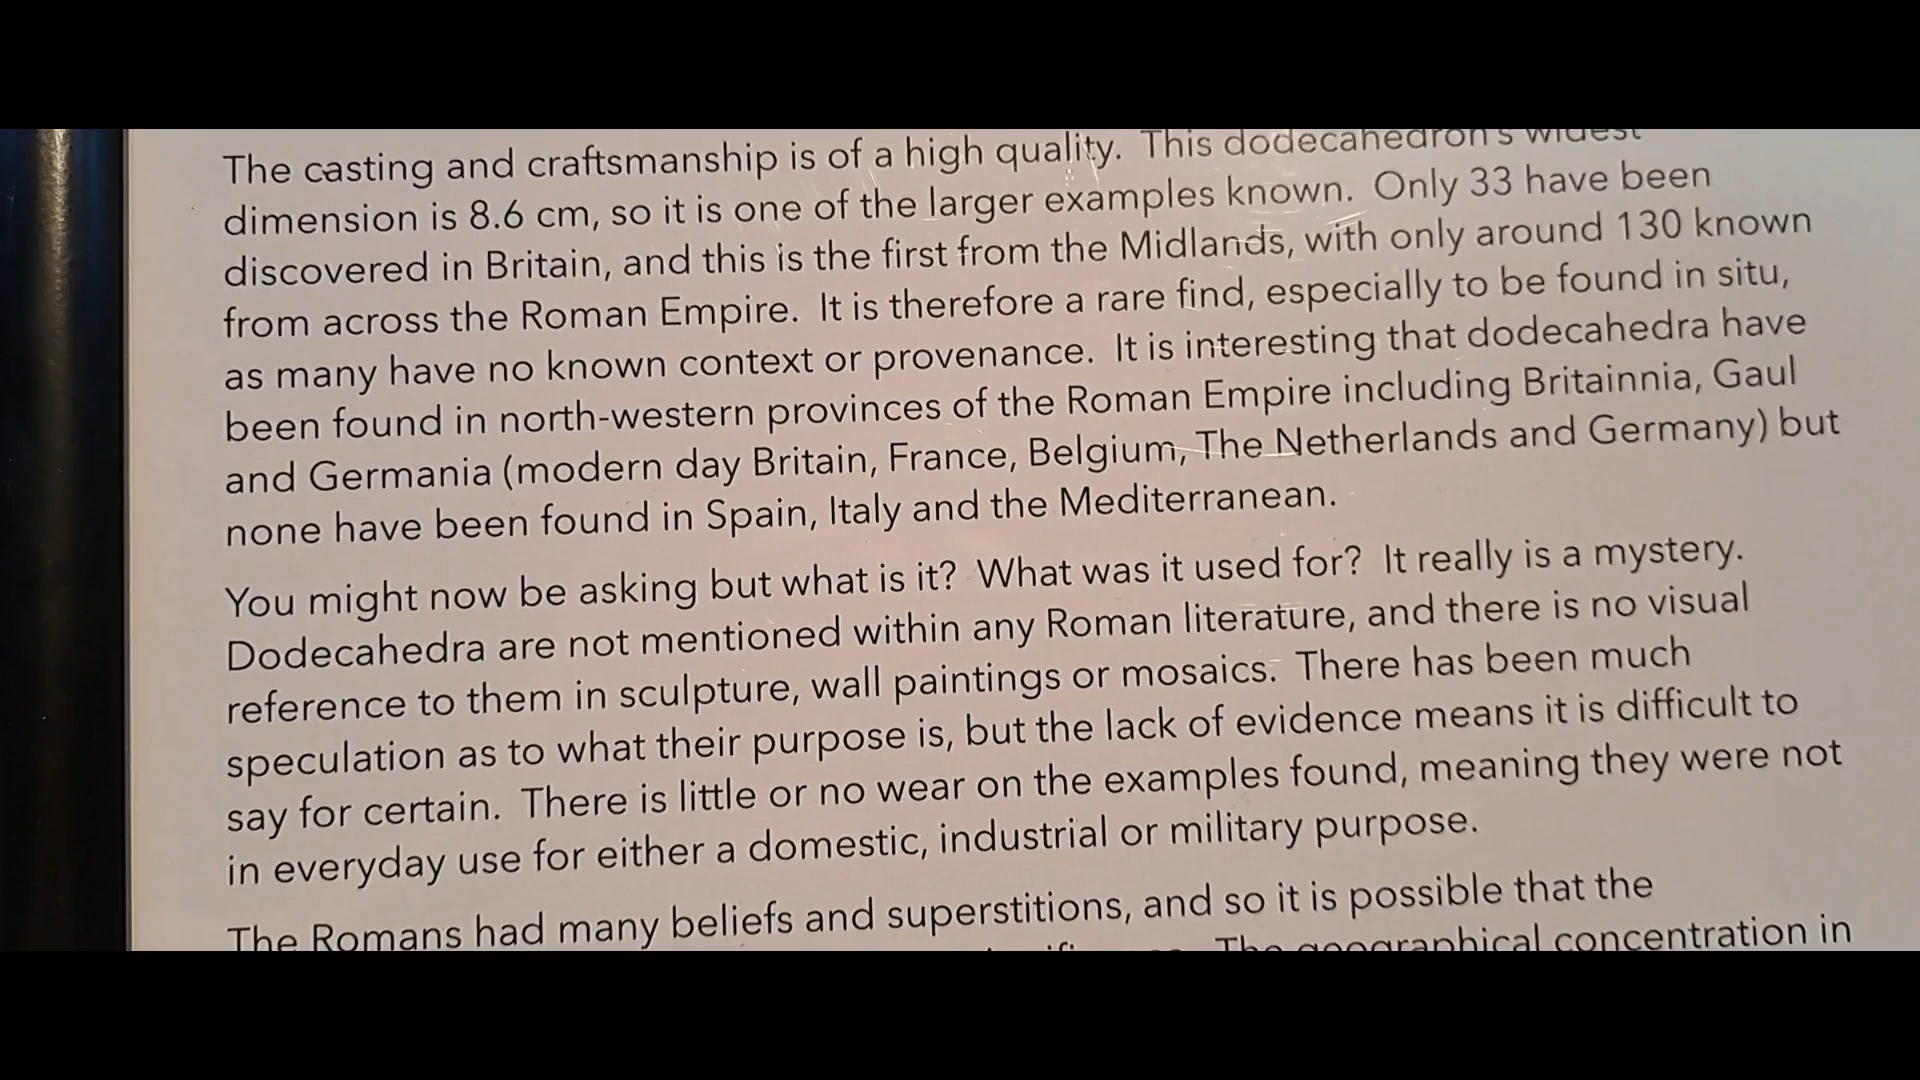 The casting and craftsmanship is of a high quality. This dodecahedron's widest
dimension is 8.6 cm, so it is one of the larger examples known. Only 33 have been
discovered in Britain, and this is the first from the Midlands, with only around 130 known
from across the Roman Empire. It is therefore a rare find, especially to be found in situ,
as many have no known context or provenance. It is interesting that dodecahedra have
been found in north-western provinces of the Roman Empire including Britainnia, Gaul
and Germania (modern day Britain, France, Belgium, The Netherlands and Germany) but
none have been found in Spain, Italy and the Mediterranean.
You might now be asking but what is it? What was it used for? It really is a mystery.
Dodecahedra are not mentioned within any Roman literature, and there is no visual
reference to them in sculpture, wall paintings or mosaics. There has been much
speculation as to what their purpose is, but the lack of evidence means it is difficult to
say for certain. There is little or no wear on the examples found, meaning they were not
in everyday use for either a domestic, industrial or military purpose.
The Romans had many beliefs and superstitions, and so it is possible that the
The geographical concentration in